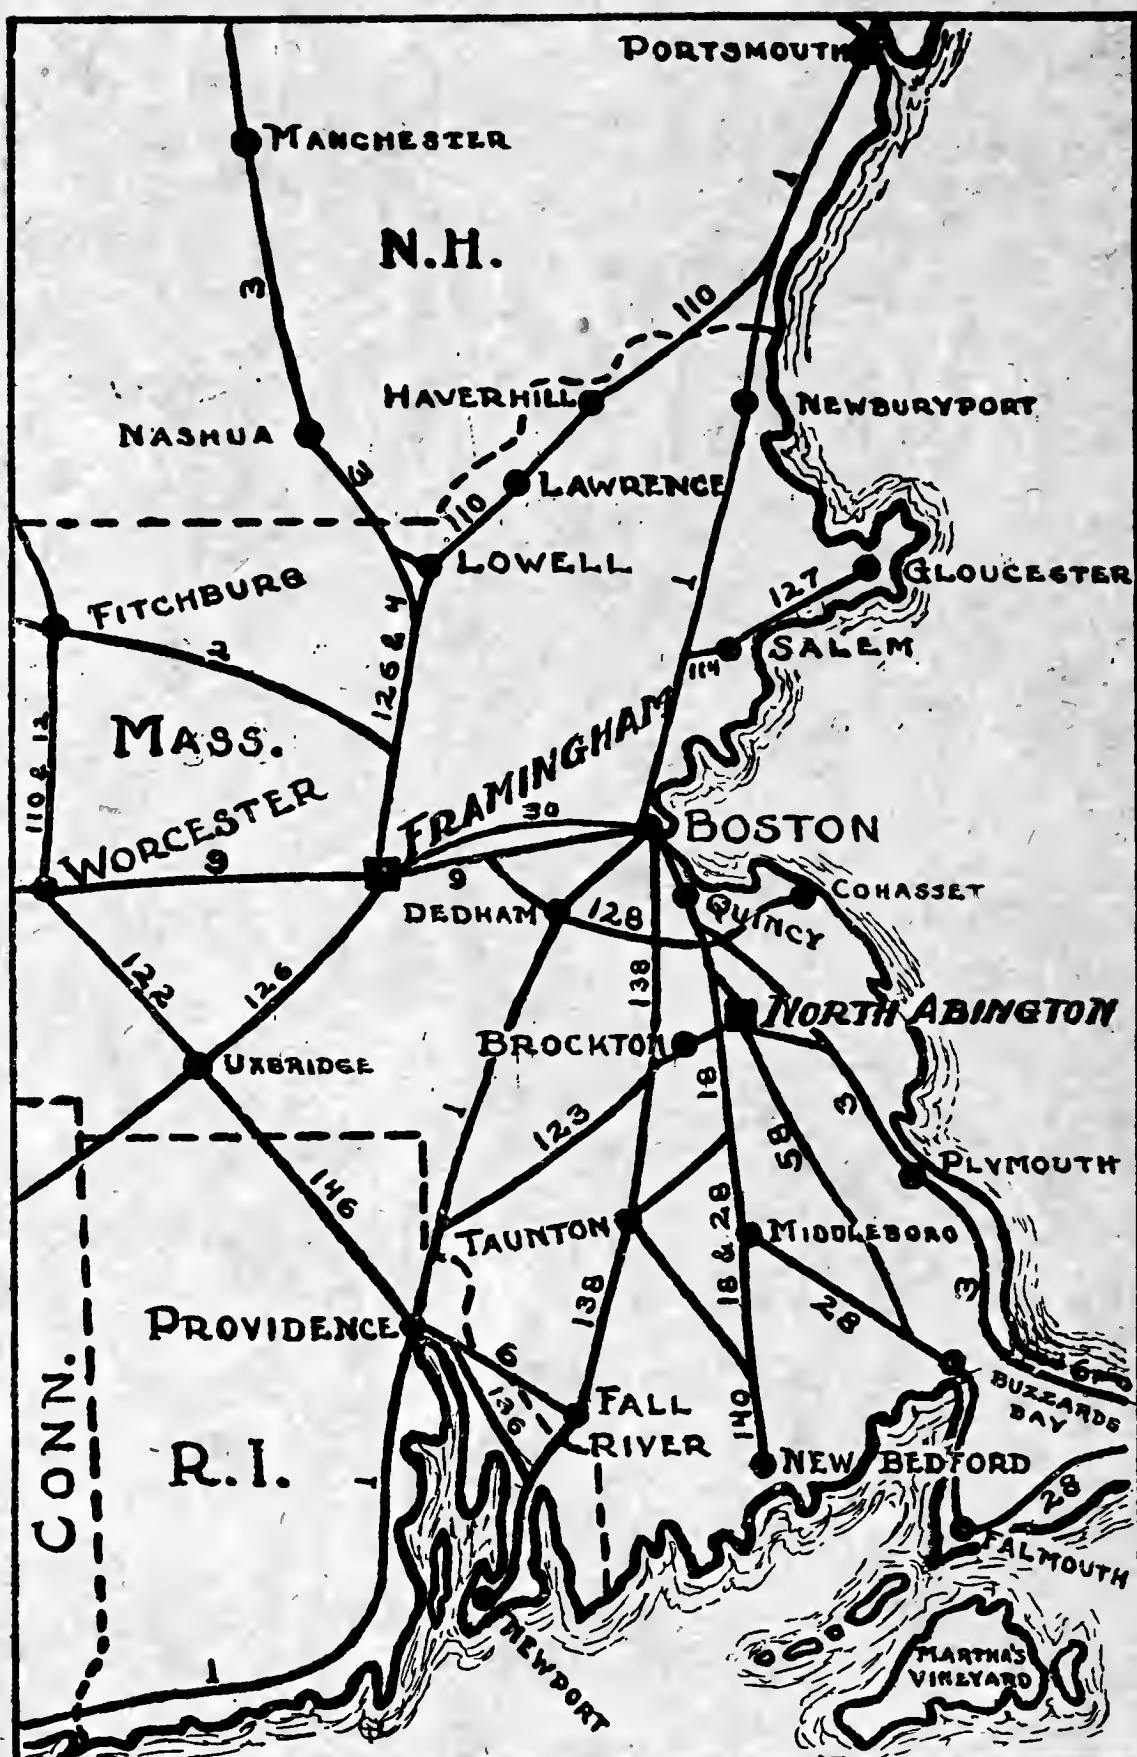 PORTSMOUTH
MANCHESTER
1
N.H.
3
110
HAVERHILL
NEWBURYPORT
NASHUA
3
LAWRENCE
110
LOWELL
1
127
GLOUCESTER
FITCHBURG
4
126 &
2
114
SALEM
MASS.
110 & 12
FRAMINGHAM
WORCESTER
30
BOSTON
9
9
DEDHAM
128
QUINCY
COHASSET
122
126
138
NORTH ABINGTON
BROCKTON
UXBRIDGE
18
1
123
3
58
PLYMOUTH
146
TAUNTON
18 & 28
MIDDLEBORO
138
28
3
PROVIDENCE
6
6
BUZZARDS
BAY
CONN.
136
FALL
RIVER
140
R.I.
1
NEW BEDFORD
28
FALMOUTH
NEWPORT
MARTHA'S
VINEYARD
1